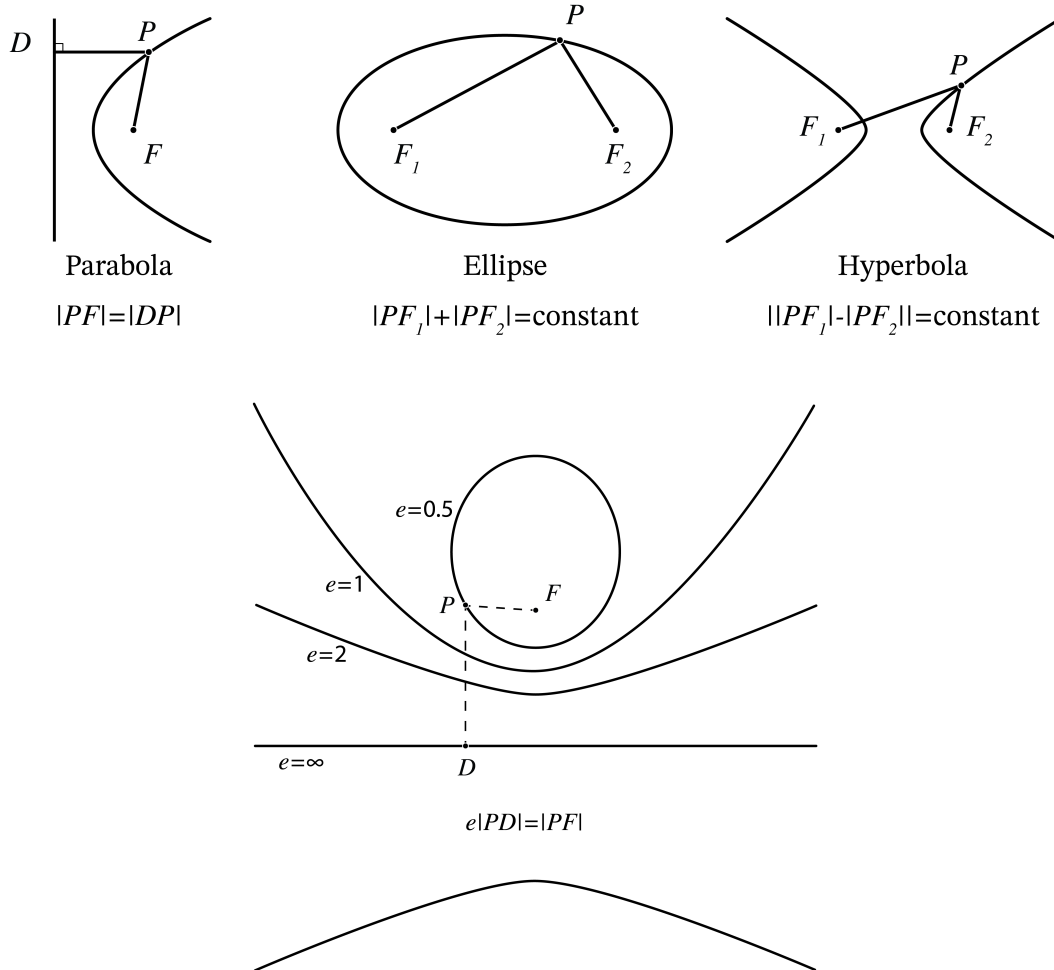 D
P
F
Parabola
|PF|=|DP|
P
F₁
F₂
Ellipse
|PF₁|+|PF₂|=constant
P
F₁
F₂
Hyperbola
||PF₁|-|PF₂||=constant
e=0.5
e=1
P
F
e=2
e=∞
D
e|PD|=|PF|